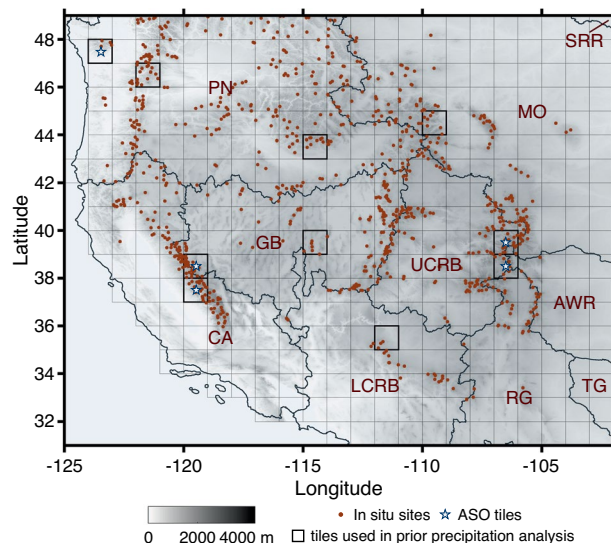 48
SRR
46
PN
MO
44
42
Latitude
40
GB
UCRB
38
AWR
36
CA
34
LCRB
RG
TG
32
-125 -120 -115 -110 -105
Longitude
In situ sites ASO tiles
0 2000 4000 m
tiles used in prior precipitation analysis